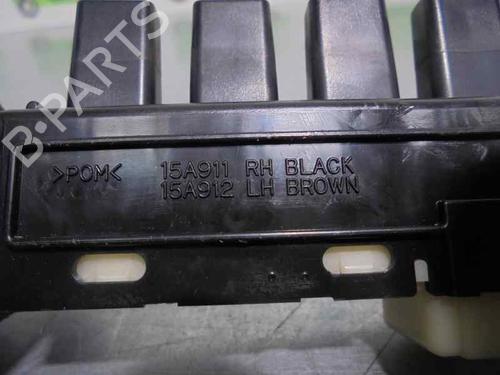 B-PARTS
>POM< 15A911 RH BLACK
15A912 LH BROWN